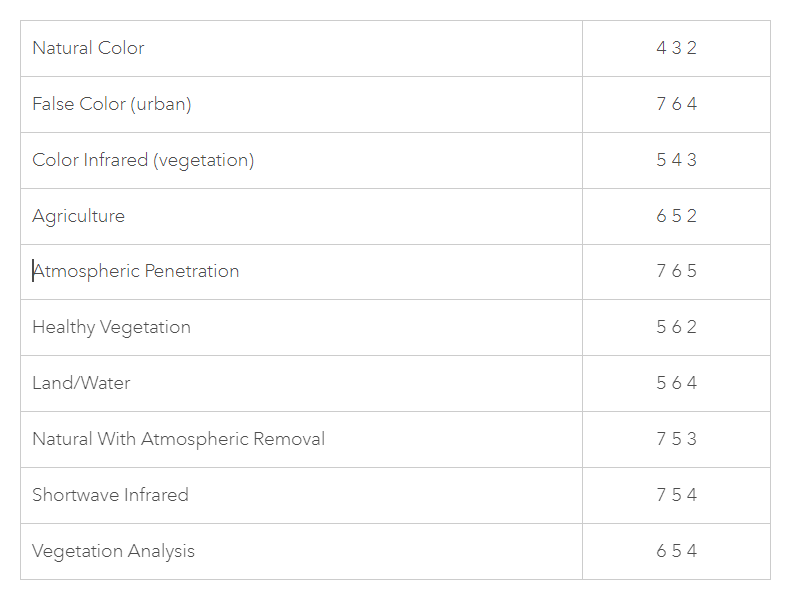 Natural Color 4 3 2
False Color (urban) 7 6 4
Color Infrared (vegetation) 5 4 3
Agriculture 6 5 2
Atmospheric Penetration 7 6 5
Healthy Vegetation 5 6 2
Land/Water 5 6 4
Natural With Atmospheric Removal 7 5 3
Shortwave Infrared 7 5 4
Vegetation Analysis 6 5 4